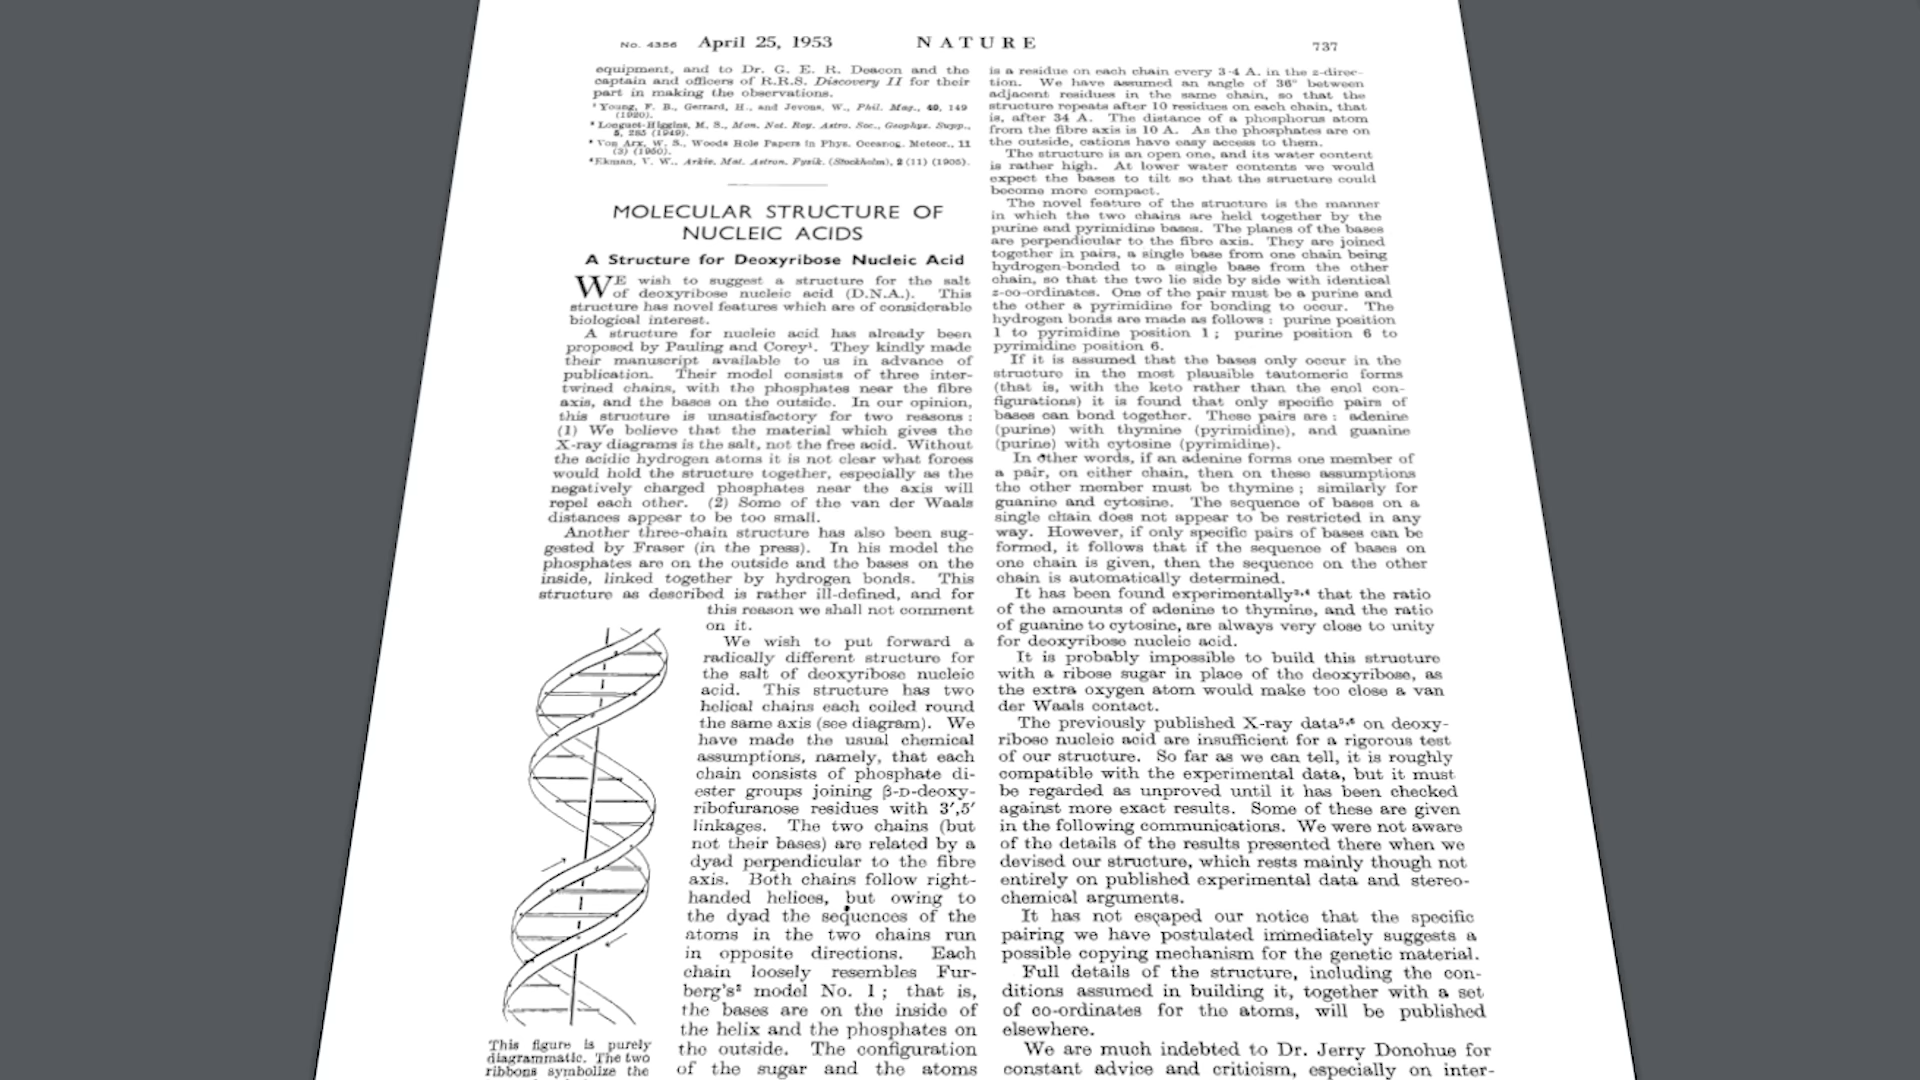 No. 4356 April 25, 1953 NATURE 737
equipment, and to Dr. G. E. R. Deacon and the
captain and officers of R.R.S. Discovery II for their
part in making the observations.
¹ Young, F. B., Gerrard, H., and Jevons, W., Phil. Mag., 40, 149
(1920).
² Longuet-Higgins, M. S., Mon. Not. Roy. Astro. Soc., Geophys. Supp.,
5, 285 (1949).
³ Von Arx, W. S., Woods Hole Papers in Phys. Oceanog. Meteor., 11
(3) (1950).
⁴ Ekman, V. W., Arkiv. Mat. Astron. Fysik. (Stockholm), 2 (11) (1905).
MOLECULAR STRUCTURE OF
NUCLEIC ACIDS
A Structure for Deoxyribose Nucleic Acid
WE wish to suggest a structure for the salt
of deoxyribose nucleic acid (D.N.A.). This
structure has novel features which are of considerable
biological interest.
A structure for nucleic acid has already been
proposed by Pauling and Corey¹. They kindly made
their manuscript available to us in advance of
publication. Their model consists of three inter-
twined chains, with the phosphates near the fibre
axis, and the bases on the outside. In our opinion,
this structure is unsatisfactory for two reasons :
(1) We believe that the material which gives the
X-ray diagrams is the salt, not the free acid. Without
the acidic hydrogen atoms it is not clear what forces
would hold the structure together, especially as the
negatively charged phosphates near the axis will
repel each other. (2) Some of the van der Waals
distances appear to be too small.
Another three-chain structure has also been sug-
gested by Fraser (in the press). In his model the
phosphates are on the outside and the bases on the
inside, linked together by hydrogen bonds. This
structure as described is rather ill-defined, and for
this reason we shall not comment
on it.
We wish to put forward a
radically different structure for
the salt of deoxyribose nucleic
acid. This structure has two
helical chains each coiled round
the same axis (see diagram). We
have made the usual chemical
assumptions, namely, that each
chain consists of phosphate di-
ester groups joining β-D-deoxy-
ribofuranose residues with 3′,5′
linkages. The two chains (but
not their bases) are related by a
dyad perpendicular to the fibre
axis. Both chains follow right-
handed helices, but owing to
the dyad the sequences of the
atoms in the two chains run
in opposite directions. Each
chain loosely resembles Fur-
berg's² model No. 1 ; that is,
the bases are on the inside of
the helix and the phosphates on
the outside. The configuration
of the sugar and the atoms
This figure is purely
diagrammatic. The two
ribbons symbolize the
is a residue on each chain every 3·4 A. in the z-direc-
tion. We have assumed an angle of 36° between
adjacent residues in the same chain, so that the
structure repeats after 10 residues on each chain, that
is, after 34 A. The distance of a phosphorus atom
from the fibre axis is 10 A. As the phosphates are on
the outside, cations have easy access to them.
The structure is an open one, and its water content
is rather high. At lower water contents we would
expect the bases to tilt so that the structure could
become more compact.
The novel feature of the structure is the manner
in which the two chains are held together by the
purine and pyrimidine bases. The planes of the bases
are perpendicular to the fibre axis. They are joined
together in pairs, a single base from one chain being
hydrogen-bonded to a single base from the other
chain, so that the two lie side by side with identical
z-co-ordinates. One of the pair must be a purine and
the other a pyrimidine for bonding to occur. The
hydrogen bonds are made as follows : purine position
1 to pyrimidine position 1 ; purine position 6 to
pyrimidine position 6.
If it is assumed that the bases only occur in the
structure in the most plausible tautomeric forms
(that is, with the keto rather than the enol con-
figurations) it is found that only specific pairs of
bases can bond together. These pairs are : adenine
(purine) with thymine (pyrimidine), and guanine
(purine) with cytosine (pyrimidine).
In other words, if an adenine forms one member of
a pair, on either chain, then on these assumptions
the other member must be thymine ; similarly for
guanine and cytosine. The sequence of bases on a
single chain does not appear to be restricted in any
way. However, if only specific pairs of bases can be
formed, it follows that if the sequence of bases on
one chain is given, then the sequence on the other
chain is automatically determined.
It has been found experimentally³,⁴ that the ratio
of the amounts of adenine to thymine, and the ratio
of guanine to cytosine, are always very close to unity
for deoxyribose nucleic acid.
It is probably impossible to build this structure
with a ribose sugar in place of the deoxyribose, as
the extra oxygen atom would make too close a van
der Waals contact.
The previously published X-ray data⁵,⁶ on deoxy-
ribose nucleic acid are insufficient for a rigorous test
of our structure. So far as we can tell, it is roughly
compatible with the experimental data, but it must
be regarded as unproved until it has been checked
against more exact results. Some of these are given
in the following communications. We were not aware
of the details of the results presented there when we
devised our structure, which rests mainly though not
entirely on published experimental data and stereo-
chemical arguments.
It has not escaped our notice that the specific
pairing we have postulated immediately suggests a
possible copying mechanism for the genetic material.
Full details of the structure, including the con-
ditions assumed in building it, together with a set
of co-ordinates for the atoms, will be published
elsewhere.
We are much indebted to Dr. Jerry Donohue for
constant advice and criticism, especially on inter-